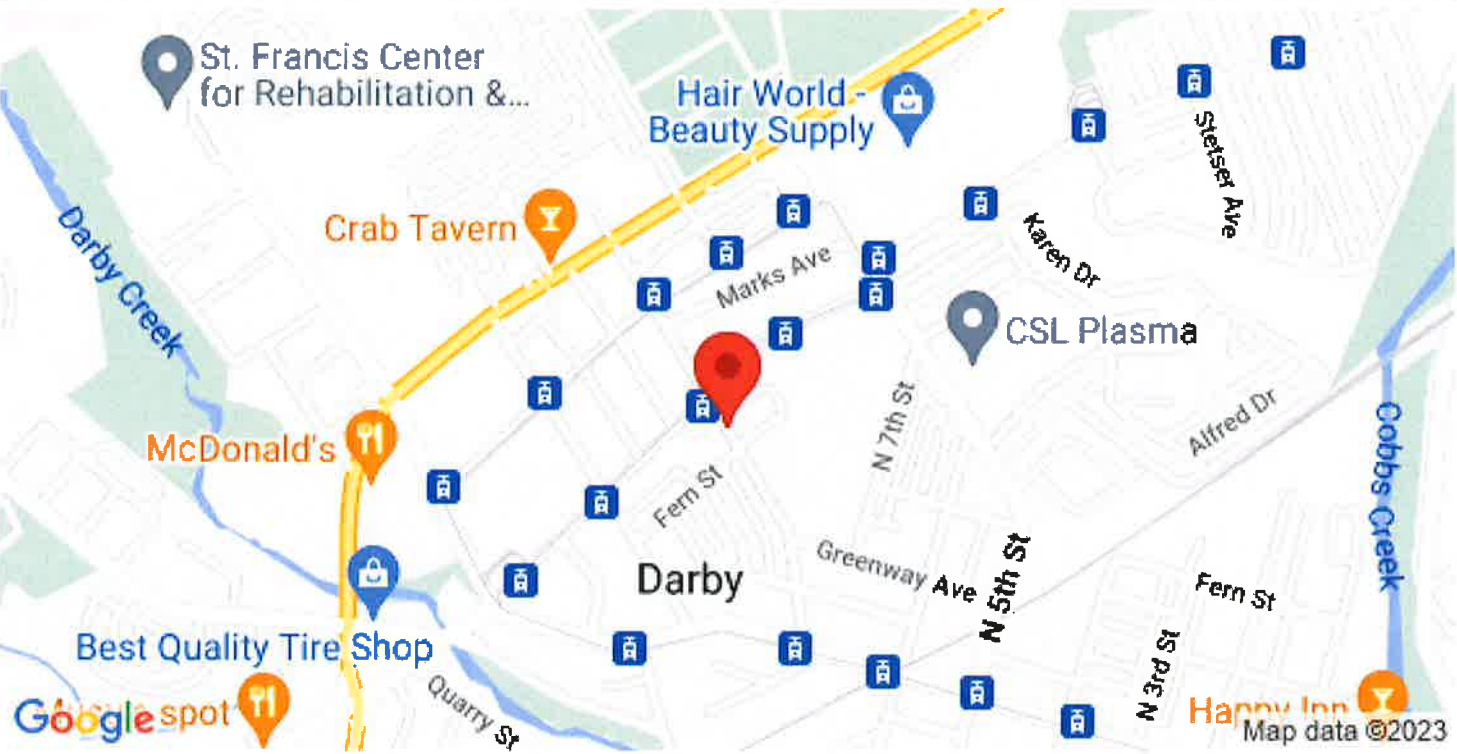 St. Francis Center
for Rehabilitation &...
Hair World -
Beauty Supply
Stetser Ave
Darby Creek
Crab Tavern
Karen Dr
Marks Ave
CSL Plasma
N 7th St
Alfred Dr
McDonald's
Cobbs Creek
Fern St
Greenway Ave
N 5th St
Darby
Fern St
Best Quality Tire Shop
N 3rd St
Quarry St
Google
spot
Happy Inn
Map data ©2023